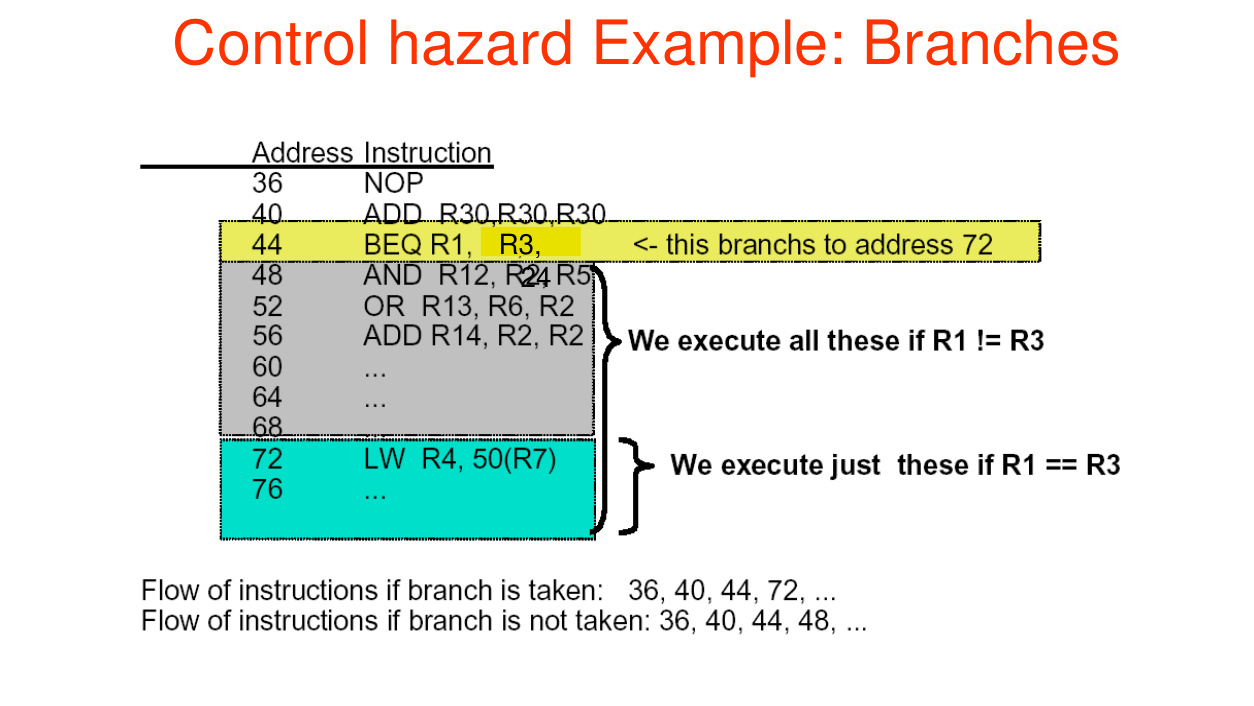 Control hazard Example: Branches
Address Instruction
36 NOP
40 ADD R30,R30,R30
44 BEQ R1, R3, 24 <- this branchs to address 72
48 AND R12, R2, R5
52 OR R13, R6, R2
56 ADD R14, R2, R2
We execute all these if R1 != R3
60 ...
64 ...
68 ...
72 LW R4, 50(R7)
We execute just these if R1 == R3
76 ...
Flow of instructions if branch is taken: 36, 40, 44, 72, ...
Flow of instructions if branch is not taken: 36, 40, 44, 48, ...